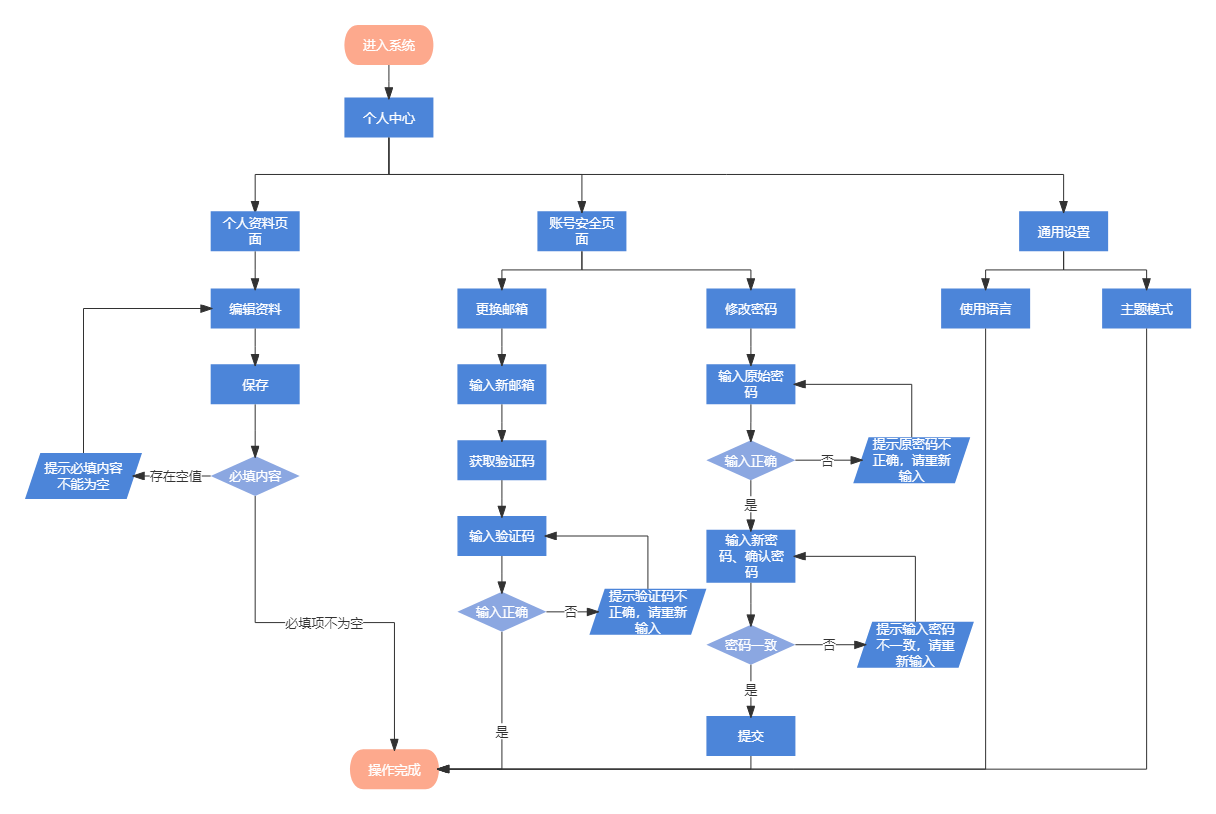 进入系统
个人中心
个人资料页
面
账号安全页
面
通用设置
编辑资料
更换邮箱
修改密码
使用语言
主题模式
保存
输入新邮箱
输入原始密
码
提示必填内容
不能为空
存在空值
必填内容
获取验证码
输入正确
否
提示原密码不
正确，请重新
输入
是
输入验证码
输入新密
码、确认密
码
输入正确
否
提示验证码不
正确，请重新
输入
必填项不为空
密码一致
否
提示输入密码
不一致，请重
新输入
是
是
提交
操作完成